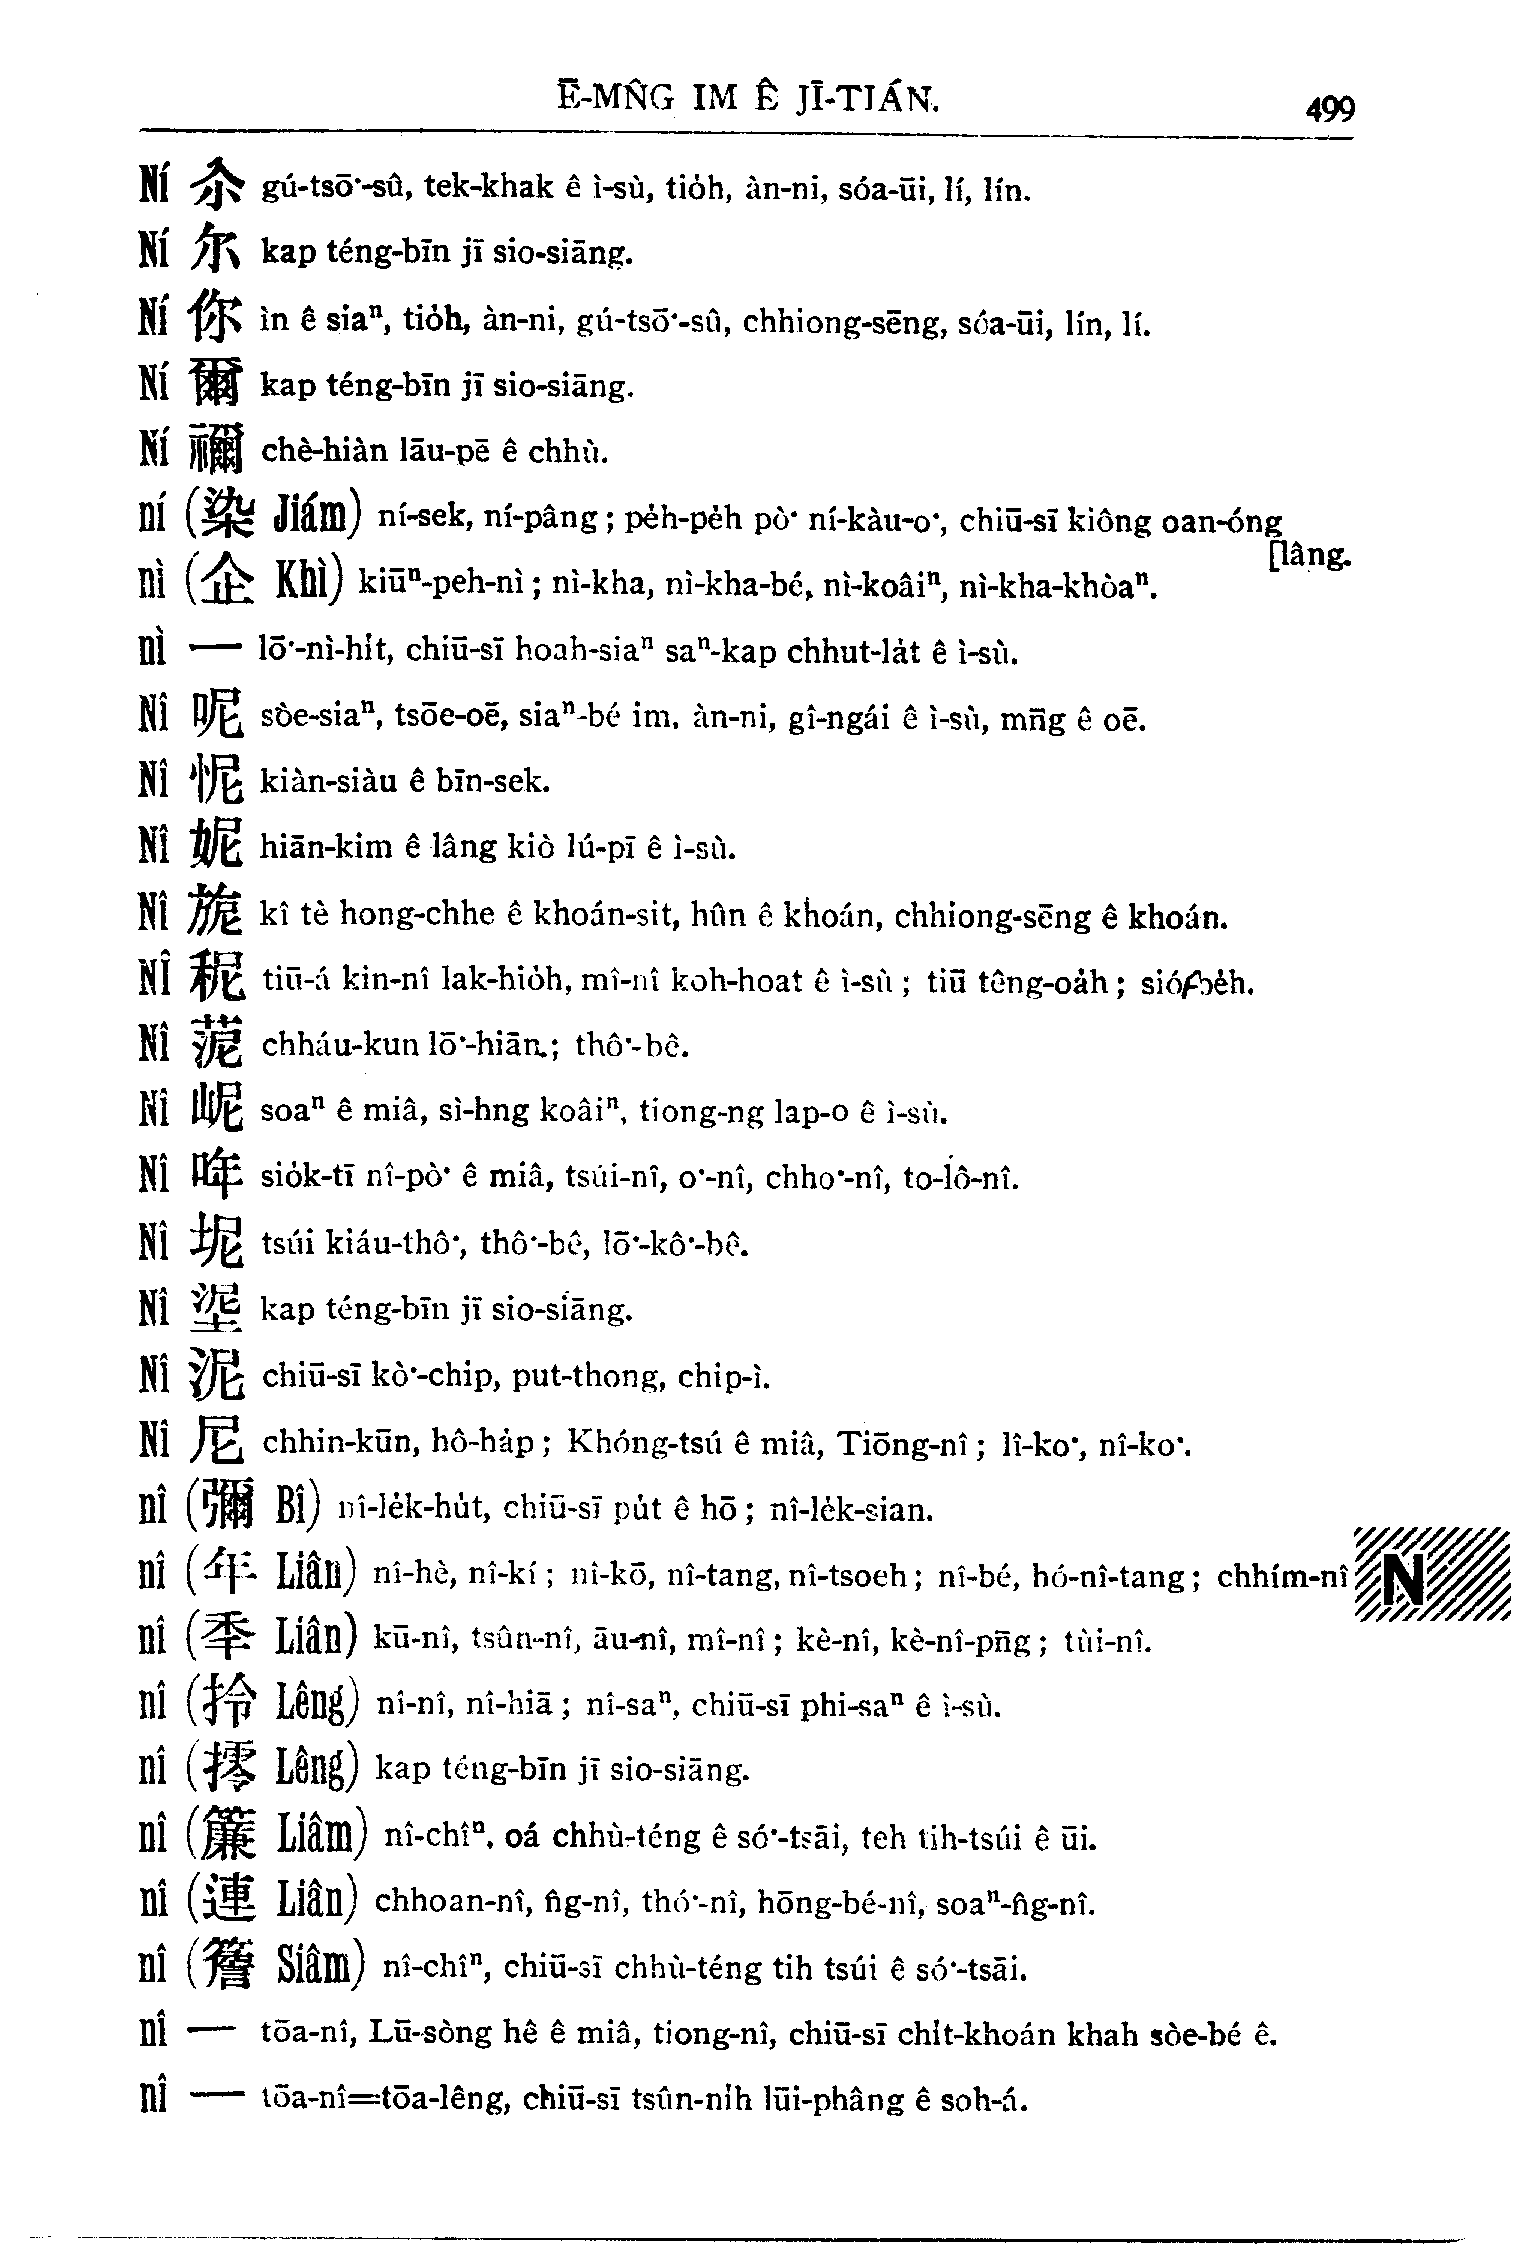 Ē-MN̂G IM Ê JĪ-TIÁN.
499
Ní 尒 gú-tsō͘-sû, tek-khak ê ì-sù, tio̍h, àn-ni, sóa-ūi, lí, lín.
Ní 尔 kap téng-bīn jī sio-siāng.
Ní 你 ìn ê siaⁿ, tio̍h, àn-ni, gú-tsō͘-sû, chhiong-sēng, sóa-ūi, lín, lí.
Ní 爾 kap téng-bīn jī sio-siāng.
Ní 禰 chè-hiàn lāu-pē ê chhù.
ní (染 Jiám) ní-sek, ní-pâng; pe̍h-pe̍h pò͘ ní-kàu-o͘, chiū-sī kiông oan-óng
[lâng.
nì (企 Khì) kiūⁿ-peh-nì; nì-kha, nì-kha-bé, nì-koâiⁿ, nì-kha-khòaⁿ.
nì — lō͘-nì-hi̍t, chiū-sī hoah-siaⁿ saⁿ-kap chhut-la̍t ê ì-sù.
Nî 呢 sòe-siaⁿ, tsōe-oē, siaⁿ-bé im, àn-ni, gî-ngái ê ì-sù, mn̄g ê oē.
Nî 怩 kiàn-siàu ê bīn-sek.
Nî 妮 hiān-kim ê lâng kiò lú-pī ê ì-sù.
Nî 旎 kî tè hong-chhe ê khoán-sit, hûn ê khoán, chhiong-sēng ê khoán.
Nî 秜 tiū-á kin-nî lak-hio̍h, mî-nî koh-hoat ê ì-sù; tiū têng-oa̍h; sió-be̍h.
Nî 蒎 chháu-kun lō͘-hiān; thô͘-bê.
Nî 岮 soaⁿ ê miâ, sì-hng koâiⁿ, tiong-ng lap-o ê ì-sù.
Nî 哖 sio̍k-tī nî-pò͘ ê miâ, tsúi-nî, o͘-nî, chho͘-nî, to-lô-nî.
Nî 坭 tsúi kiáu-thô͘, thô͘-bê, lō͘-kô͘-bê.
Nî 埿 kap téng-bīn jī sio-siāng.
Nî 泥 chiū-sī kò͘-chip, put-thong, chip-ì.
Nî 尼 chhin-kūn, hô-ha̍p; Khóng-tsú ê miâ, Tiōng-nî; lî-ko͘, nî-ko͘.
nî (彌 Bî) nî-le̍k-hu̍t, chiū-sī pu̍t ê hō; nî-le̍k-sian.
nî (年 Liân) nî-hè, nî-kí; nî-kō, nî-tang, nî-tsoeh; nî-bé, hó-nî-tang; chhím-nî
N
nî (秊 Liân) kū-nî, tsûn-nî, āu-nî, mî-nî; kè-nî, kè-nî-pn̄g; tùi-nî.
nî (拎 Lêng) nî-nî, nî-hiā; nî-saⁿ, chiū-sī phi-saⁿ ê ì-sù.
nî (㩕 Lêng) kap téng-bīn jī sio-siāng.
nî (簾 Liâm) nî-chîⁿ, oá chhù-téng ê só͘-tsāi, teh tih-tsúi ê ūi.
nî (連 Liân) chhoan-nî, n̂g-nî, thó͘-nî, hōng-bé-nî, soaⁿ-n̂g-nî.
nî (簷 Siâm) nî-chîⁿ, chiū-sī chhù-téng tih tsúi ê só͘-tsāi.
nî — tōa-nî, Lū-sòng hê ê miâ, tiong-nî, chiū-sī chi̍t-khoán khah sòe-bé ê.
nî — tōa-nî=tōa-lêng, chiū-sī tsûn-ni̍h lūi-phâng ê soh-á.